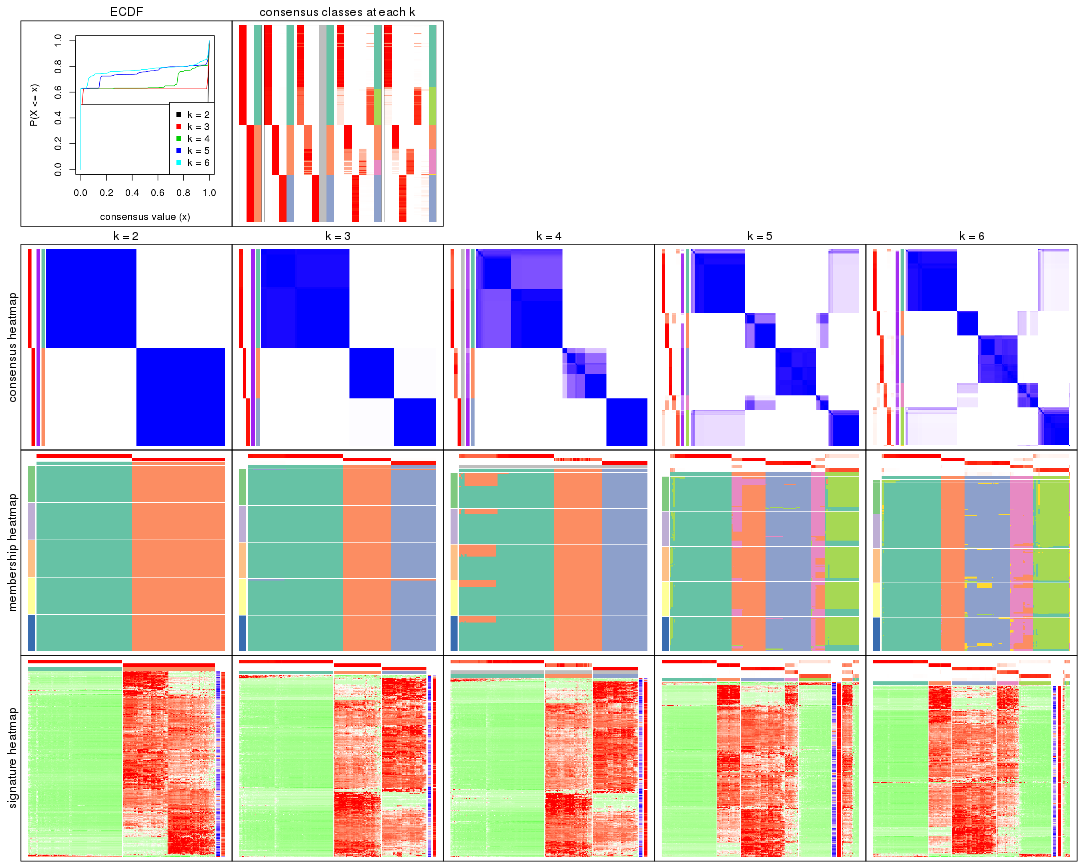 ECDF
consensus classes at each k
P(X <= x)
0.0 0.2 0.4 0.6 0.8 1.0
k = 2
k = 3
k = 4
k = 5
k = 6
0.0 0.2 0.4 0.6 0.8 1.0
consensus value (x)
k = 2
k = 3
k = 4
k = 5
k = 6
consensus heatmap
membership heatmap
signature heatmap